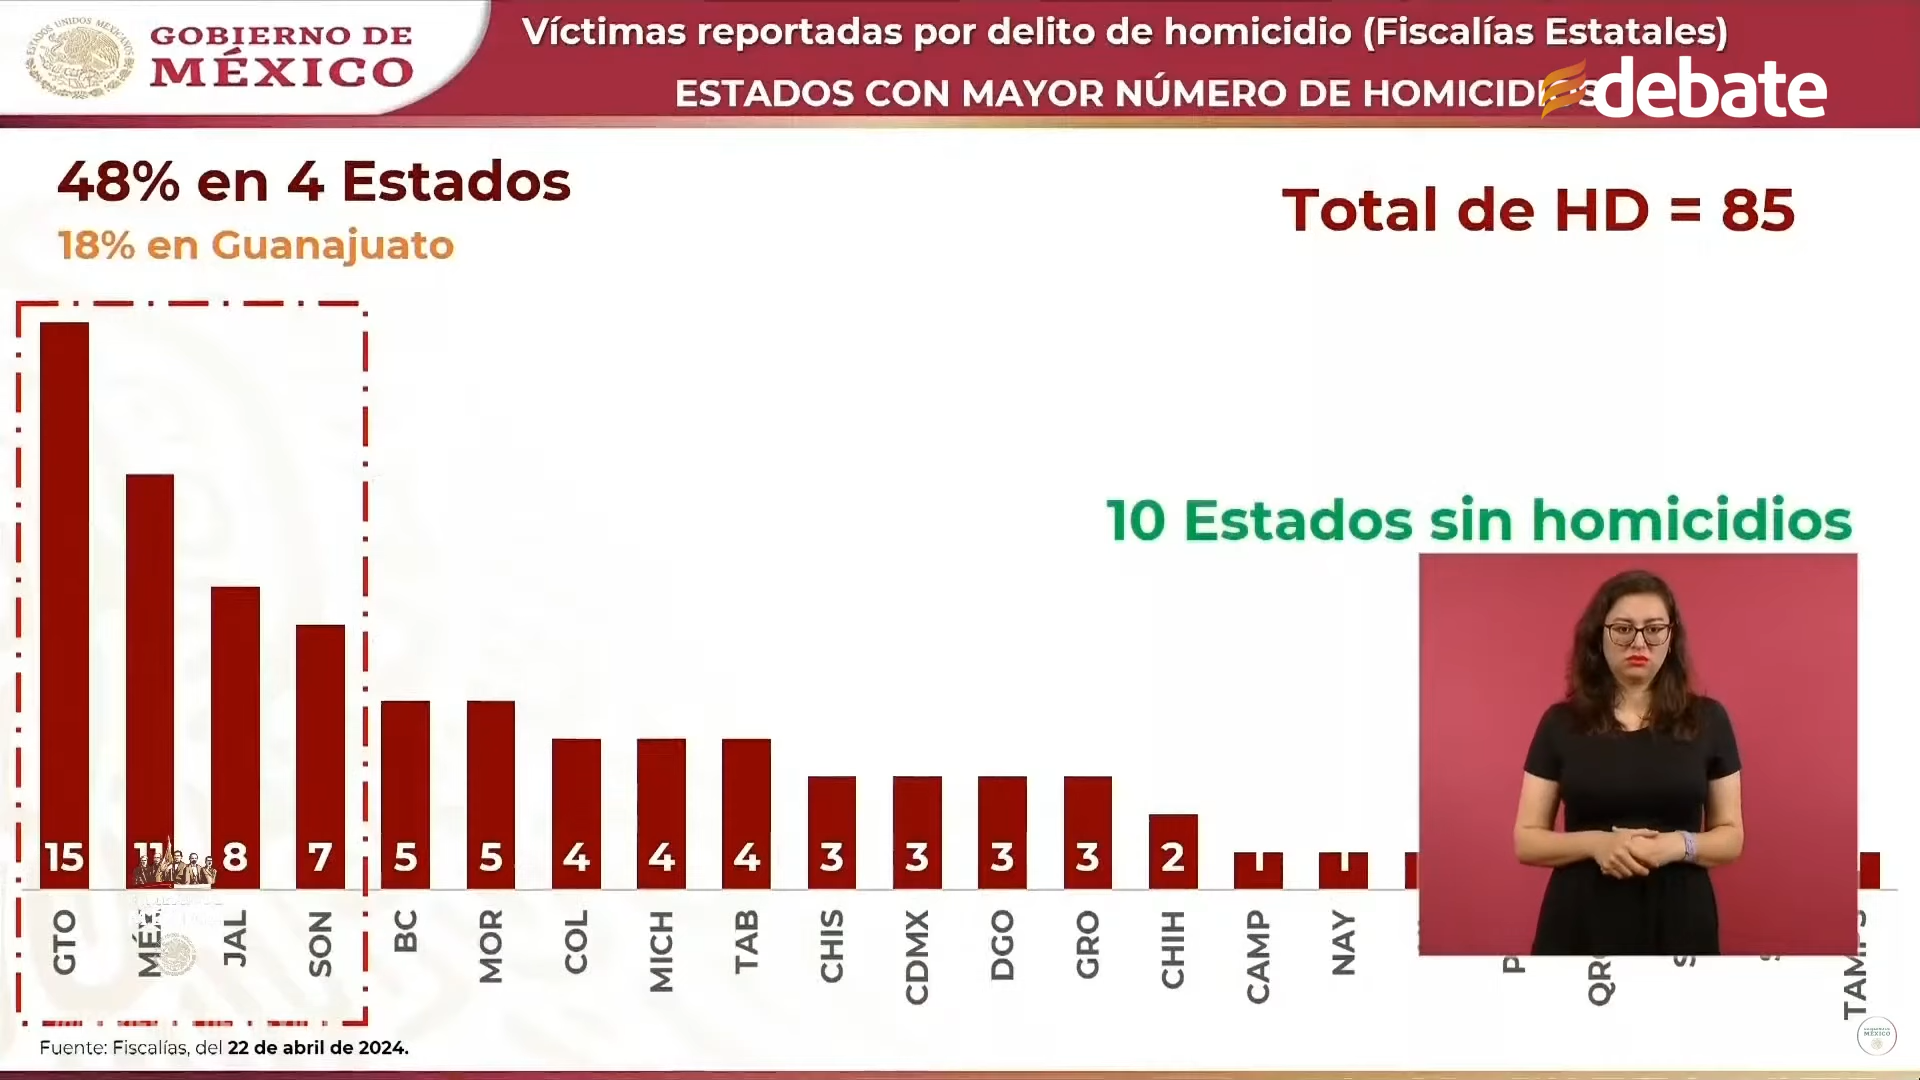 GOBIERNO DE
MÉXICO
Víctimas reportadas por delito de homicidio (Fiscalías Estatales)
ESTADOS CON MAYOR NÚMERO DE
debate
48% en 4 Estados
18% en Guanajuato
Total de HD = 85
10 Estados sin homicidios
15 11 8 7 5 5 4 4 4 3 3 3 3 2 1 1
GTO JAL SON BC MOR COL MICH TAB CHIS CDMX DGO GRO CHIH CAMP NAY
Fuente: Fiscalías, del 22 de abril de 2024.